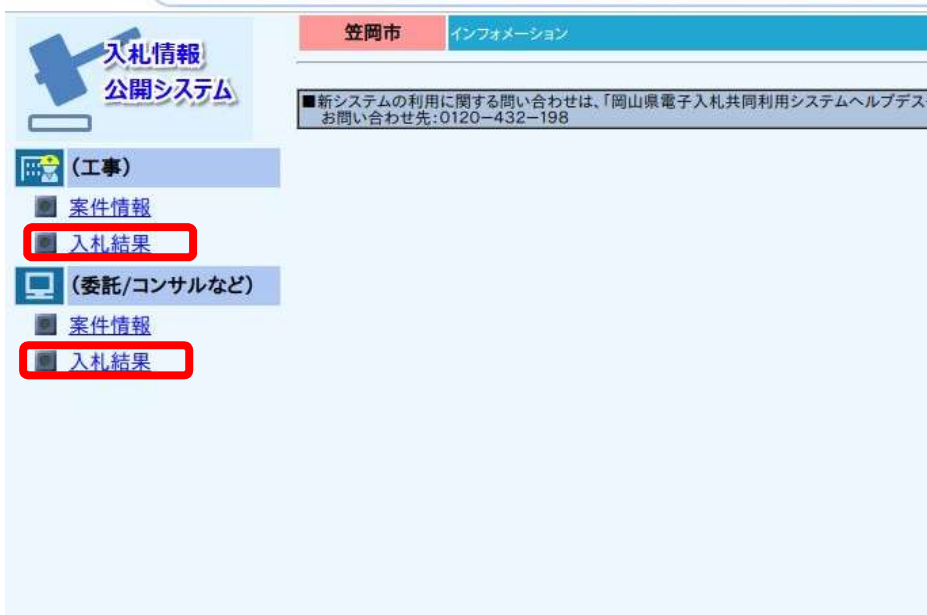 入札情報
公開システム
笠岡市
インフォメーション
■新システムの利用に関する問い合わせは、「岡山県電子入札共同利用システムヘルプデス
お問い合わせ先:0120-432-198
(工事)
案件情報
入札結果
(委託/コンサルなど)
案件情報
入札結果